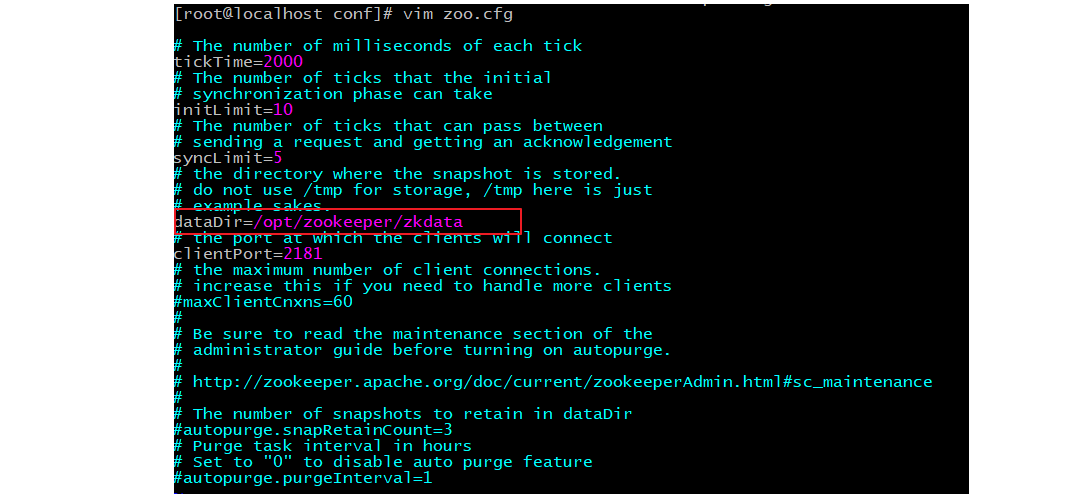 [root@localhost conf]# vim zoo.cfg
# The number of milliseconds of each tick
tickTime=2000
# The number of ticks that the initial
# synchronization phase can take
initLimit=10
# The number of ticks that can pass between
# sending a request and getting an acknowledgement
syncLimit=5
# the directory where the snapshot is stored.
# do not use /tmp for storage, /tmp here is just
# example sakes.
dataDir=/opt/zookeeper/zkdata
# the port at which the clients will connect
clientPort=2181
# the maximum number of client connections.
# increase this if you need to handle more clients
#maxClientCnxns=60
#
# Be sure to read the maintenance section of the
# administrator guide before turning on autopurge.
#
# http://zookeeper.apache.org/doc/current/zookeeperAdmin.html#sc_maintenance
#
# The number of snapshots to retain in dataDir
#autopurge.snapRetainCount=3
# Purge task interval in hours
# Set to "0" to disable auto purge feature
#autopurge.purgeInterval=1